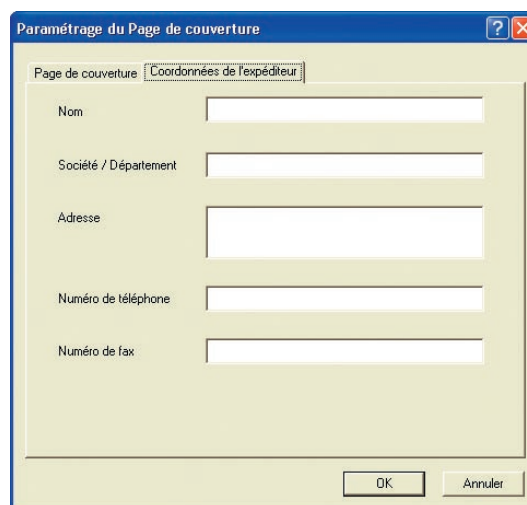 Paramétrage du Page de couverture
Page de couverture Coordonnées de l'expéditeur
Nom
Société / Département
Adresse
Numéro de téléphone
Numéro de fax
OK Annuler